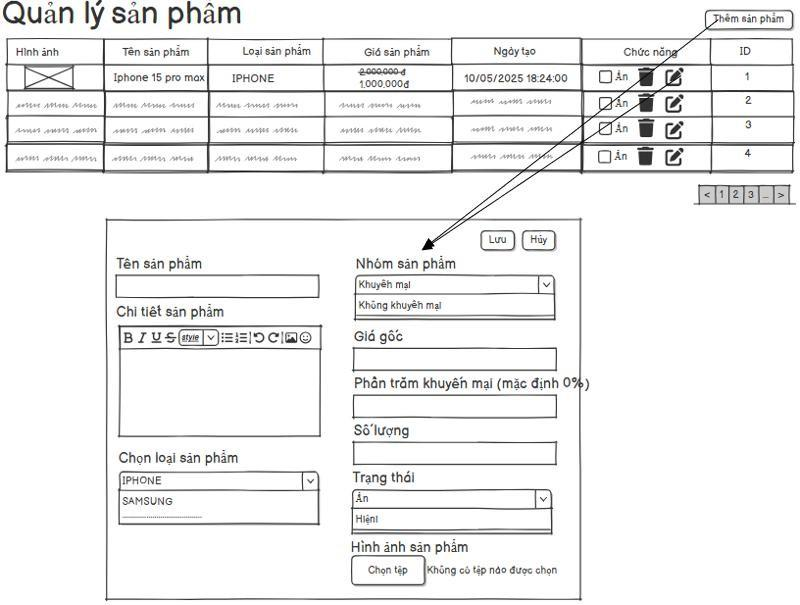 Quản lý sản phẩm
Thêm sản phẩm
Hình ảnh Tên sản phẩm Loại sản phẩm Giá sản phẩm Ngày tạo Chức năng ID
Iphone 15 pro max IPHONE 2,000,000 đ 10/05/2025 18:24:00 Ẩn 1
1,000,000đ
Ẩn 2
Ẩn 3
Ẩn 4
< 1 2 3 ... >
Lưu Hủy
Tên sản phẩm
Chi tiết sản phẩm
B I U S style
Chọn loại sản phẩm
IPHONE
SAMSUNG
Nhóm sản phẩm
Khuyến mại
Không khuyến mại
Giá gốc
Phần trăm khuyến mại (mặc định 0%)
Số lượng
Trạng thái
Ẩn
Hiện
Hình ảnh sản phẩm
Chọn tệp Không có tệp nào được chọn